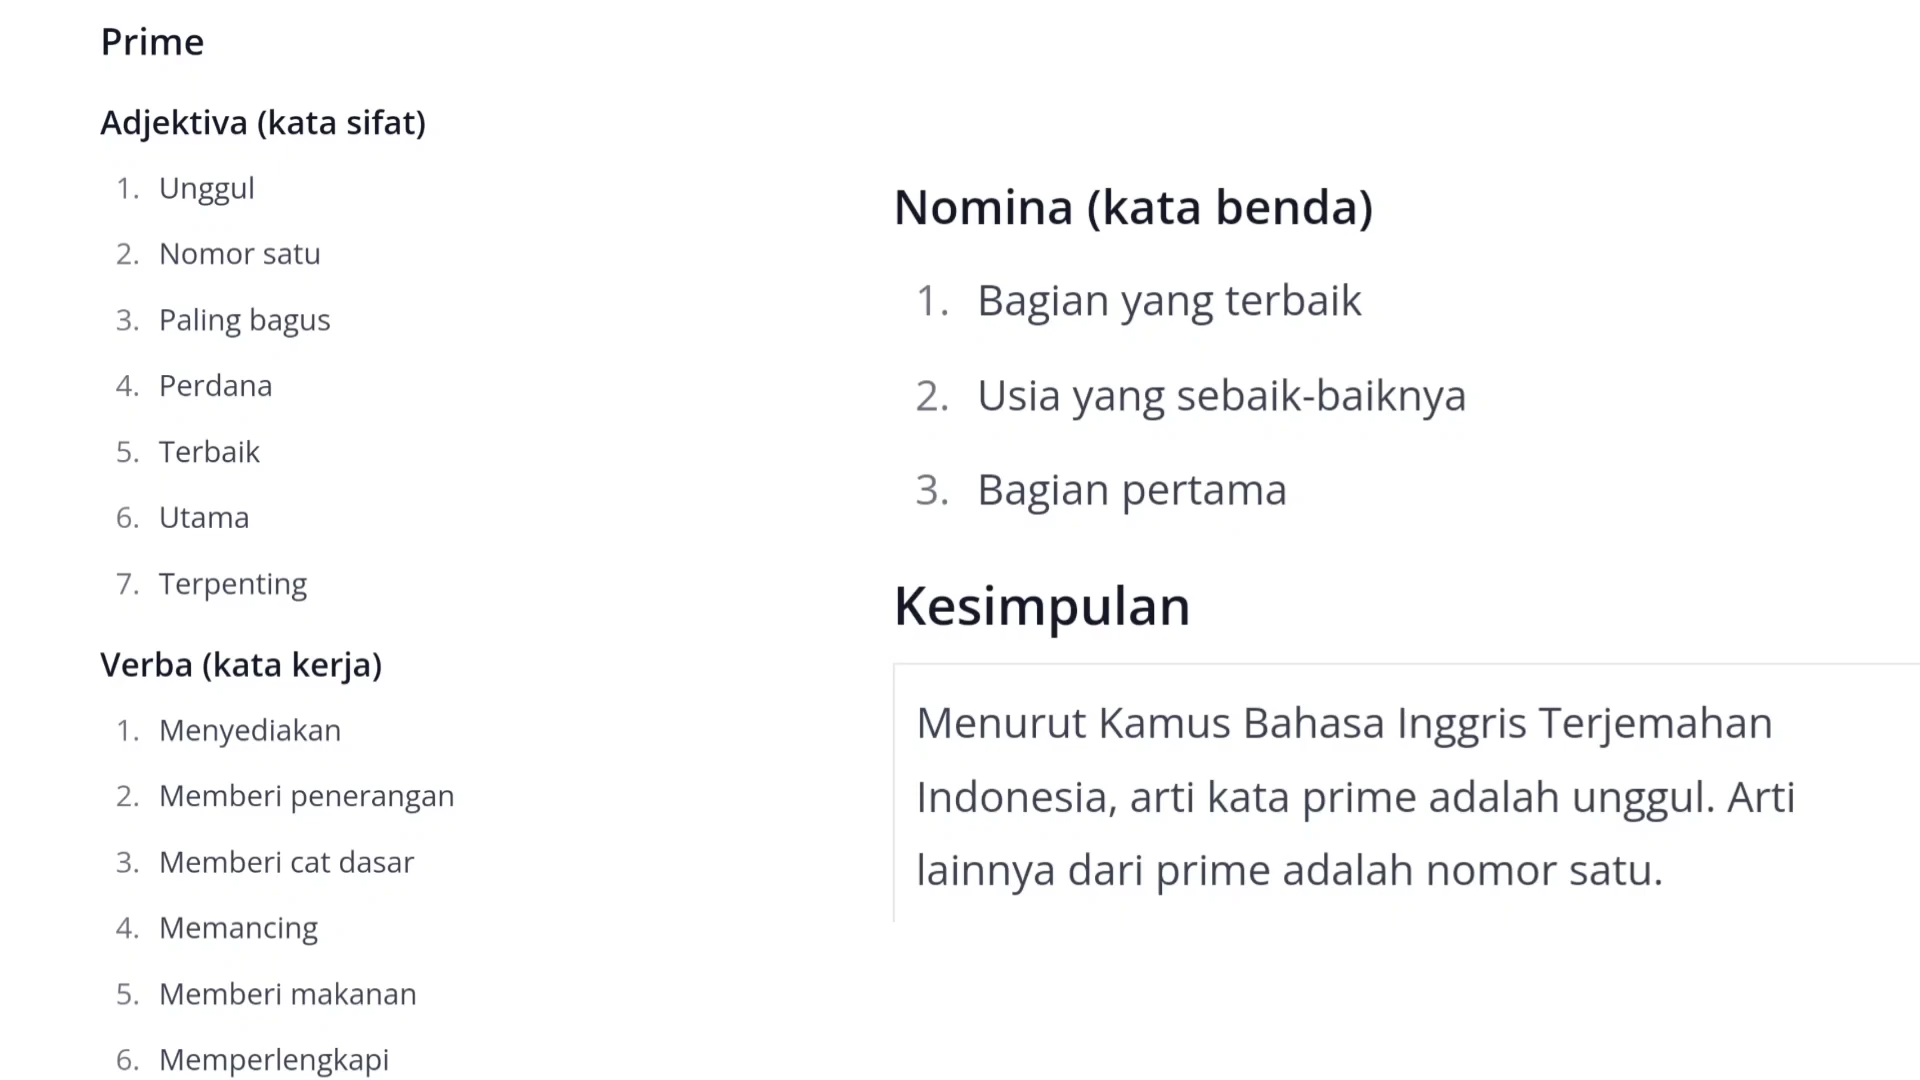 Prime
Adjektiva (kata sifat)
1. Unggul
2. Nomor satu
3. Paling bagus
4. Perdana
5. Terbaik
6. Utama
7. Terpenting
Verba (kata kerja)
1. Menyediakan
2. Memberi penerangan
3. Memberi cat dasar
4. Memancing
5. Memberi makanan
6. Memperlengkapi
Nomina (kata benda)
1. Bagian yang terbaik
2. Usia yang sebaik-baiknya
3. Bagian pertama
Kesimpulan
Menurut Kamus Bahasa Inggris Terjemahan
Indonesia, arti kata prime adalah unggul. Arti
lainnya dari prime adalah nomor satu.